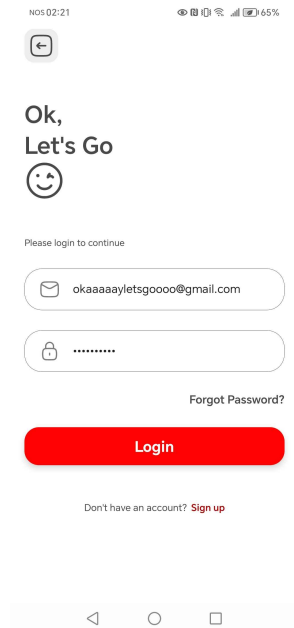 NOS 02:21
65%
Ok,
Let's Go
Please login to continue
okaaaaayletsgoooo@gmail.com
••••••••••
Forgot Password?
Login
Don't have an account? Sign up